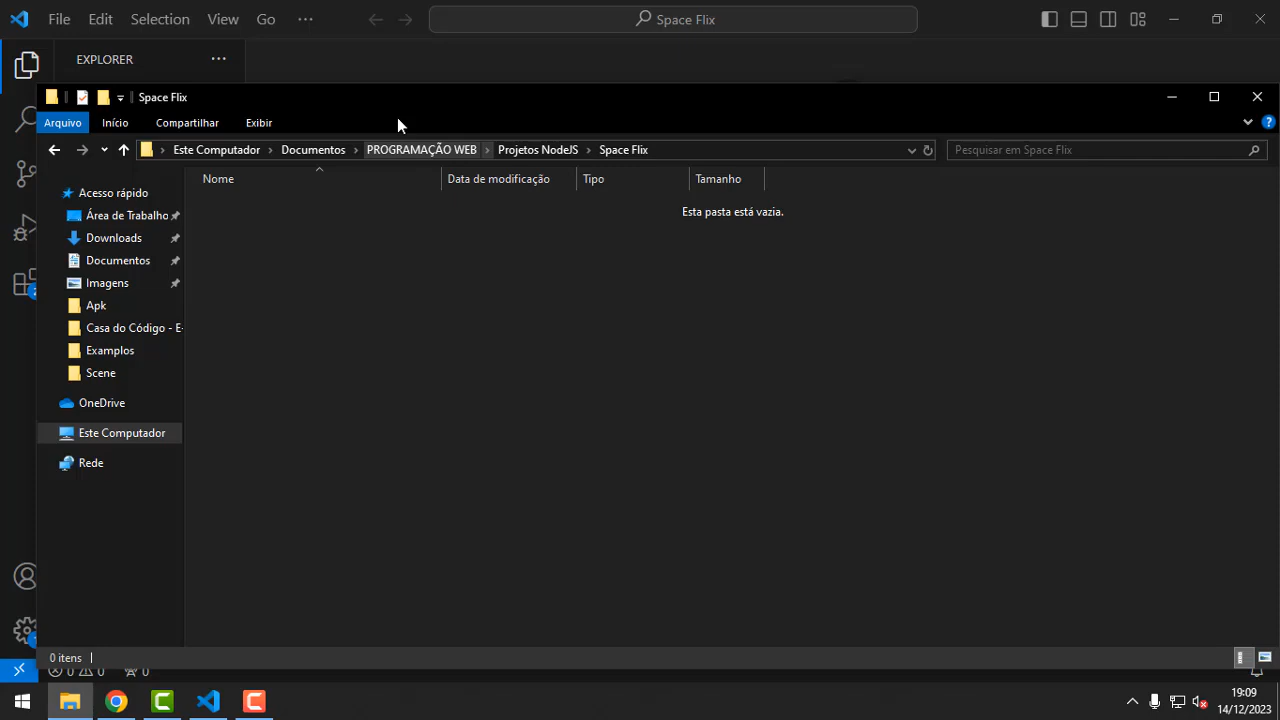 File Edit Selection View Go ··· Space Flix
EXPLORER ···
Space Flix
Arquivo Início Compartilhar Exibir
Este Computador > Documentos > PROGRAMAÇÃO WEB > Projetos NodeJS > Space Flix Pesquisar em Space Flix
Nome Data de modificação Tipo Tamanho
Esta pasta está vazia.
Acesso rápido
Área de Trabalho
Downloads
Documentos
Imagens
Apk
Casa do Código - E-
Examplos
Scene
OneDrive
Este Computador
Rede
0 itens
0 0 0
19:09
14/12/2023